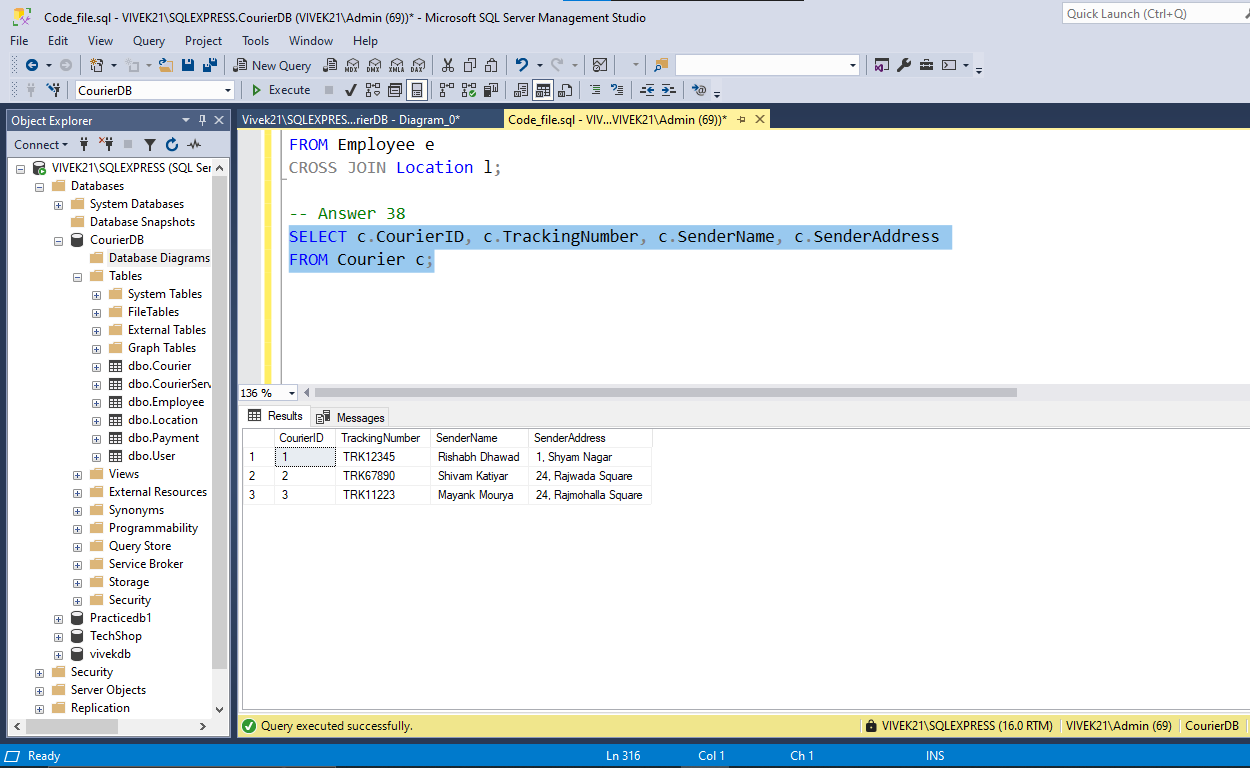 Code_file.sql - VIVEK21\SQLEXPRESS.CourierDB (VIVEK21\Admin (69))* - Microsoft SQL Server Management Studio
Quick Launch (Ctrl+Q)
File Edit View Query Project Tools Window Help
New Query MDX DMX XMLA DAX
CourierDB Execute
Object Explorer
Connect
VIVEK21\SQLEXPRESS (SQL Ser
Databases
System Databases
Database Snapshots
CourierDB
Database Diagrams
Tables
System Tables
FileTables
External Tables
Graph Tables
dbo.Courier
dbo.CourierServ
dbo.Employee
dbo.Location
dbo.Payment
dbo.User
Views
External Resources
Synonyms
Programmability
Query Store
Service Broker
Storage
Security
Practicedb1
TechShop
vivekdb
Security
Server Objects
Replication
Vivek21\SQLEXPRES...rierDB - Diagram_0*
Code_file.sql - VIV...VIVEK21\Admin (69))*
FROM Employee e
CROSS JOIN Location l;
-- Answer 38
SELECT c.CourierID, c.TrackingNumber, c.SenderName, c.SenderAddress
FROM Courier c;
136 %
Results Messages
CourierID TrackingNumber SenderName SenderAddress
1 1 TRK12345 Rishabh Dhawad 1, Shyam Nagar
2 2 TRK67890 Shivam Katiyar 24, Rajwada Square
3 3 TRK11223 Mayank Mourya 24, Rajmohalla Square
Query executed successfully. VIVEK21\SQLEXPRESS (16.0 RTM) VIVEK21\Admin (69) CourierDB
Ready Ln 316 Col 1 Ch 1 INS